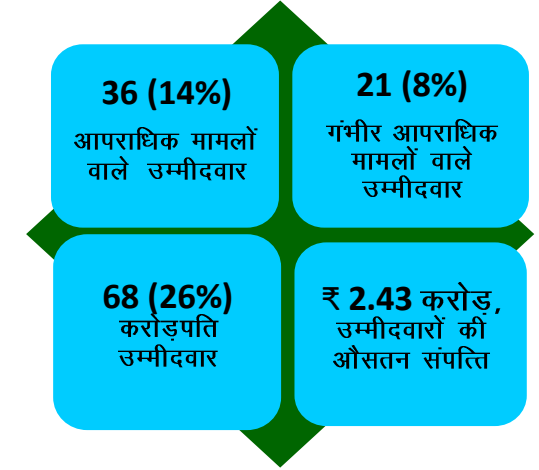 36 (14%)
आपराधिक मामलों
वाले उम्मीदवार
21 (8%)
गंभीर आपराधिक
मामलों वाले
उम्मीदवार
68 (26%)
करोड़पति
उम्मीदवार
₹ 2.43 करोड़,
उम्मीदवारों की
औसतन संपत्ति